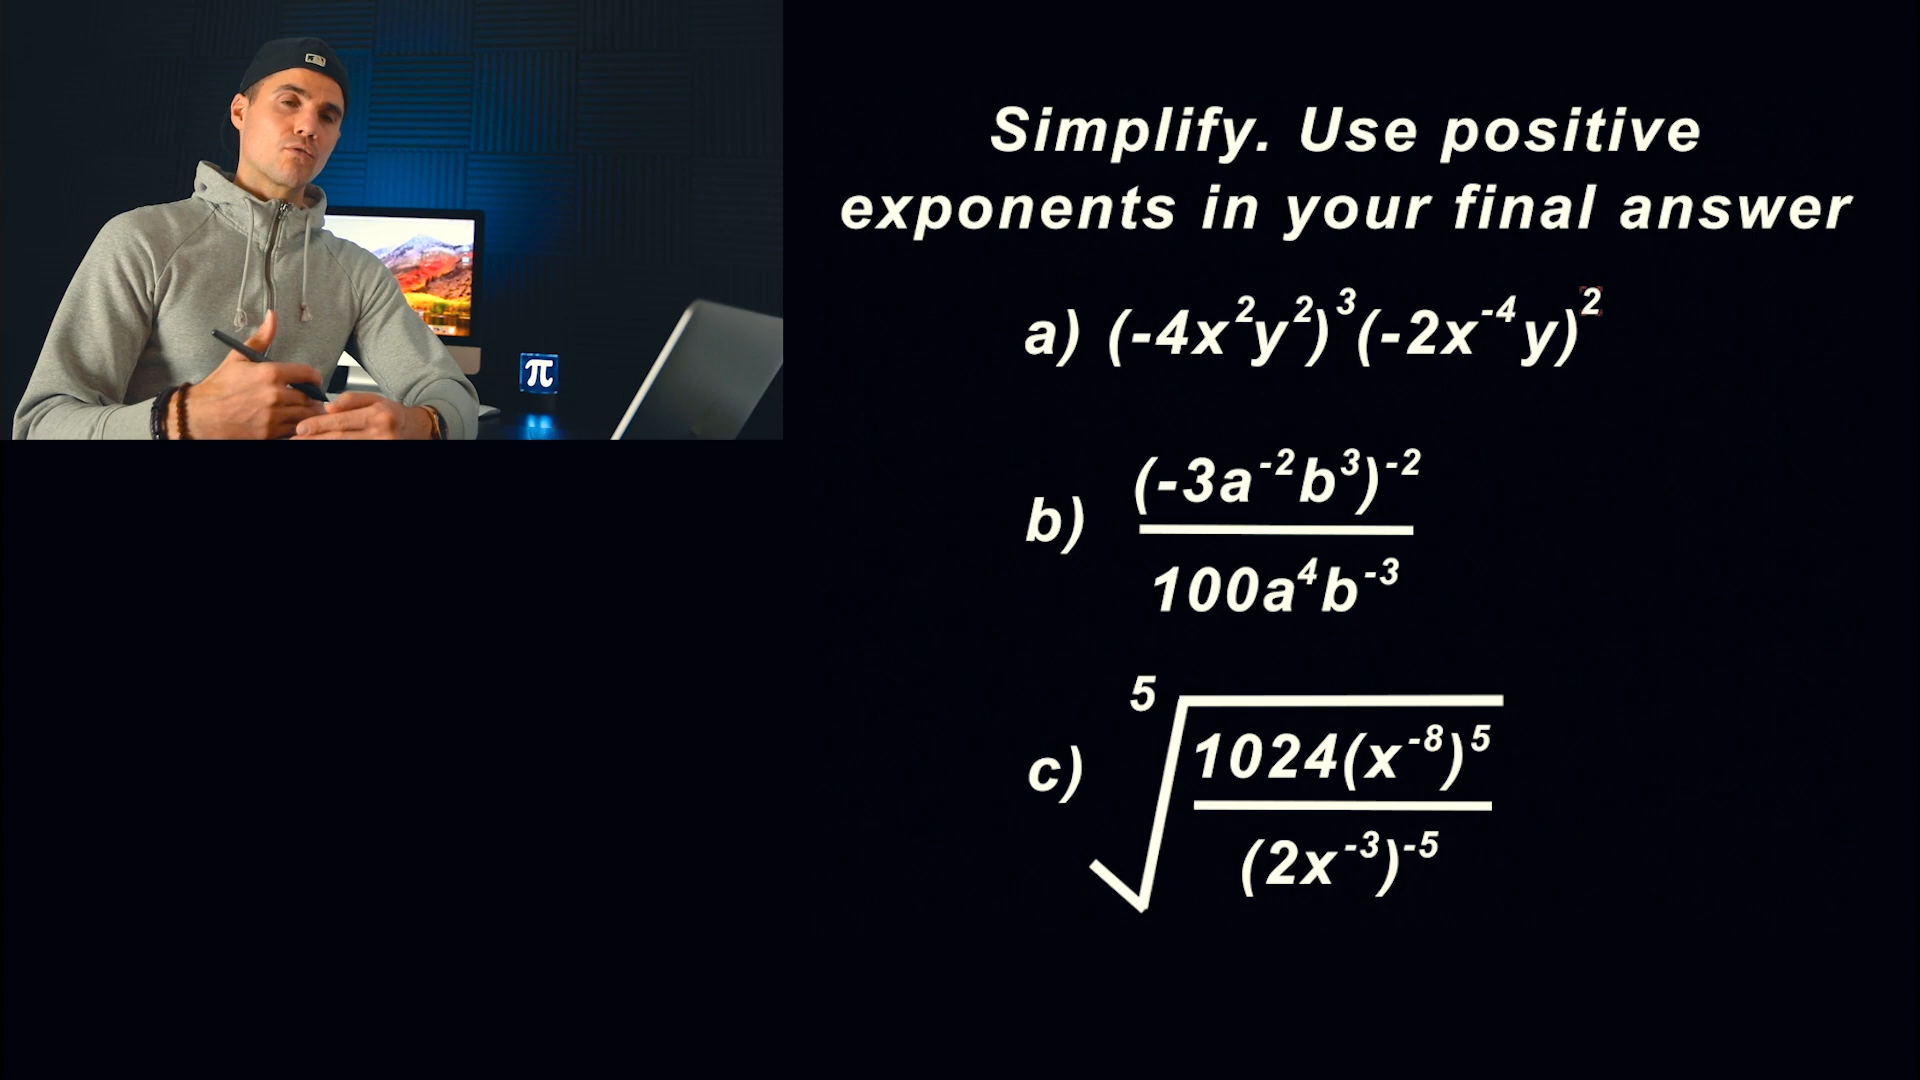 Simplify. Use positive
exponents in your final answer
a) (-4x²y²)³(-2x⁻⁴y)²
b) (-3a⁻²b³)⁻²
100a⁴b⁻³
c) 5√ 1024(x⁻⁸)⁵
(2x⁻³)⁻⁵
π